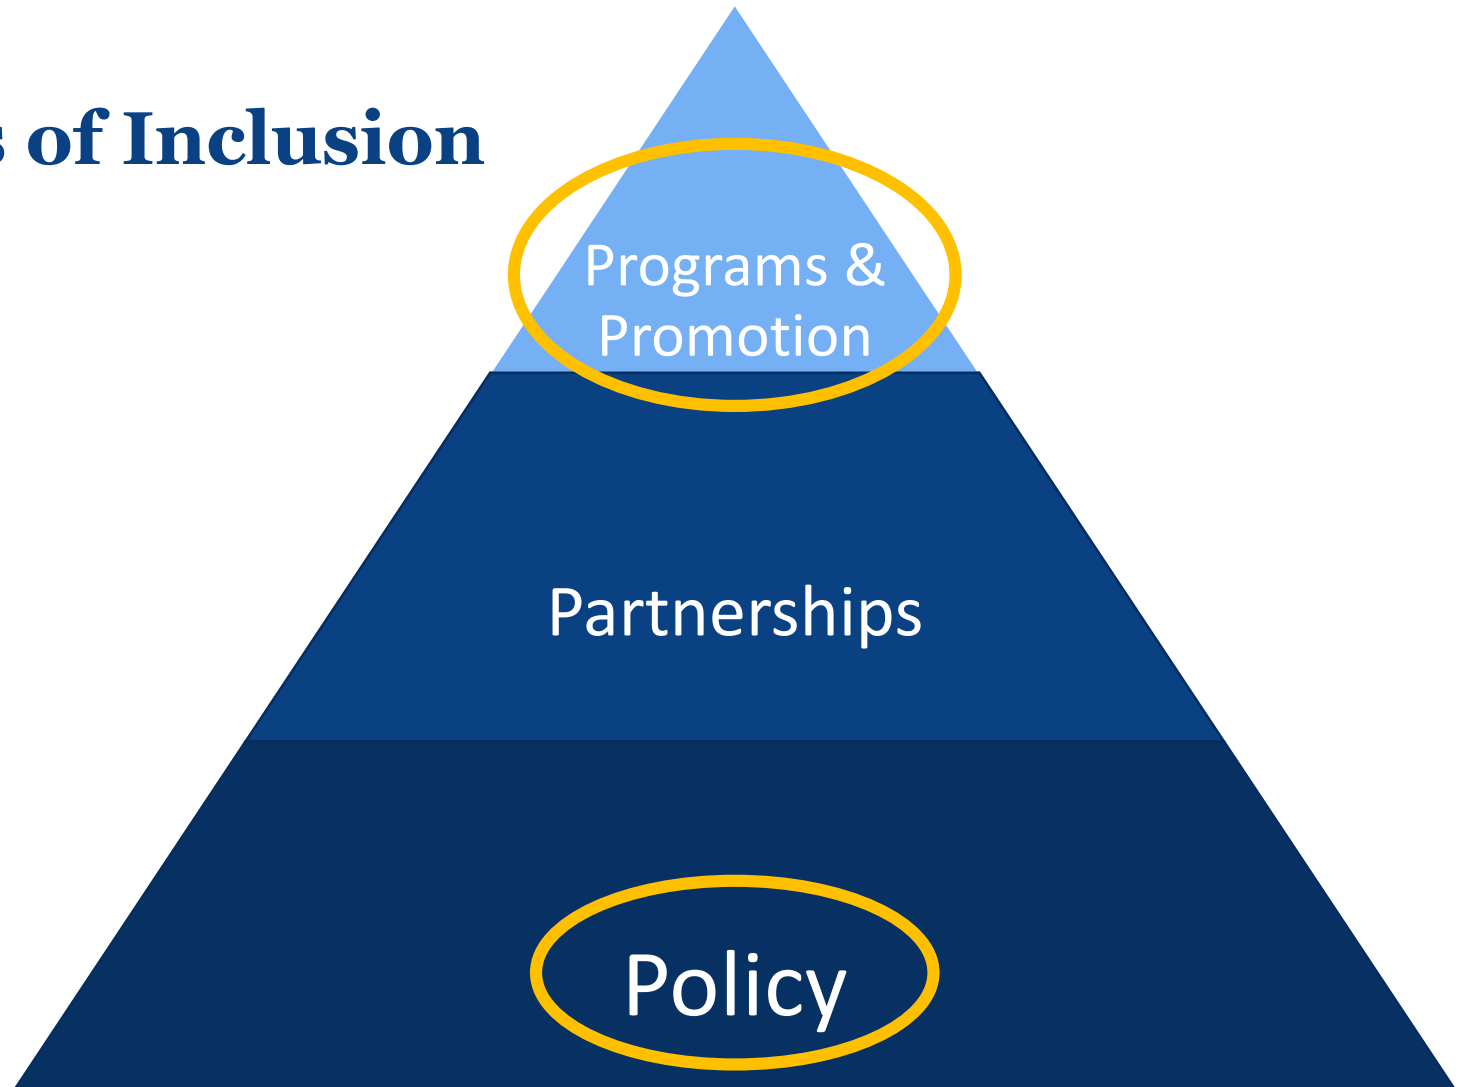 of Inclusion
Programs &
Promotion
Partnerships
Policy